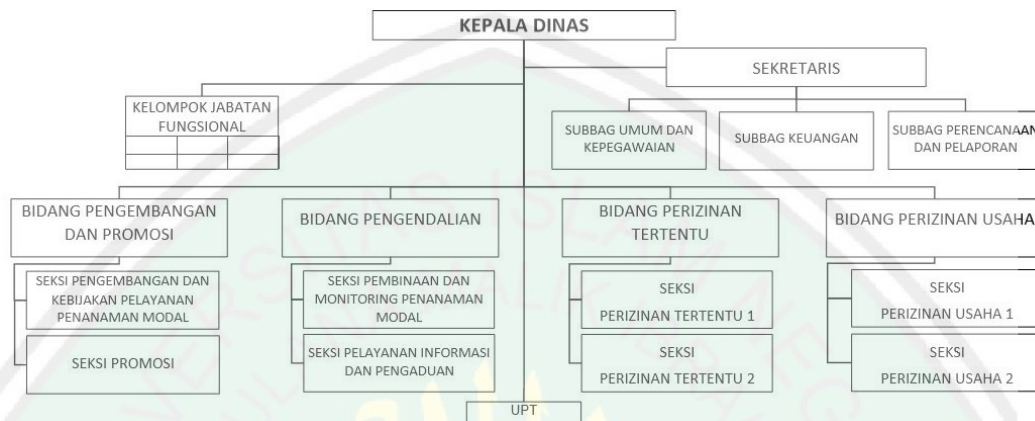 KEPALA DINAS
SEKRETARIS
KELOMPOK JABATAN
FUNGSIONAL
SUBBAG UMUM DAN
KEPEGAWAIAN
SUBBAG KEUANGAN
SUBBAG PERENCANAAN
DAN PELAPORAN
BIDANG PENGEMBANGAN
DAN PROMOSI
BIDANG PENGENDALIAN
BIDANG PERIZINAN
TERTENTU
BIDANG PERIZINAN USAHA
SEKSI PENGEMBANGAN DAN
KEBIJAKAN PELAYANAN
PENANAMAN MODAL
SEKSI PEMBINAAN DAN
MONITORING PENANAMAN
MODAL
SEKSI
PERIZINAN TERTENTU 1
SEKSI
PERIZINAN USAHA 1
SEKSI PROMOSI
SEKSI PELAYANAN INFORMASI
DAN PENGADUAN
SEKSI
PERIZINAN TERTENTU 2
SEKSI
PERIZINAN USAHA 2
UPT